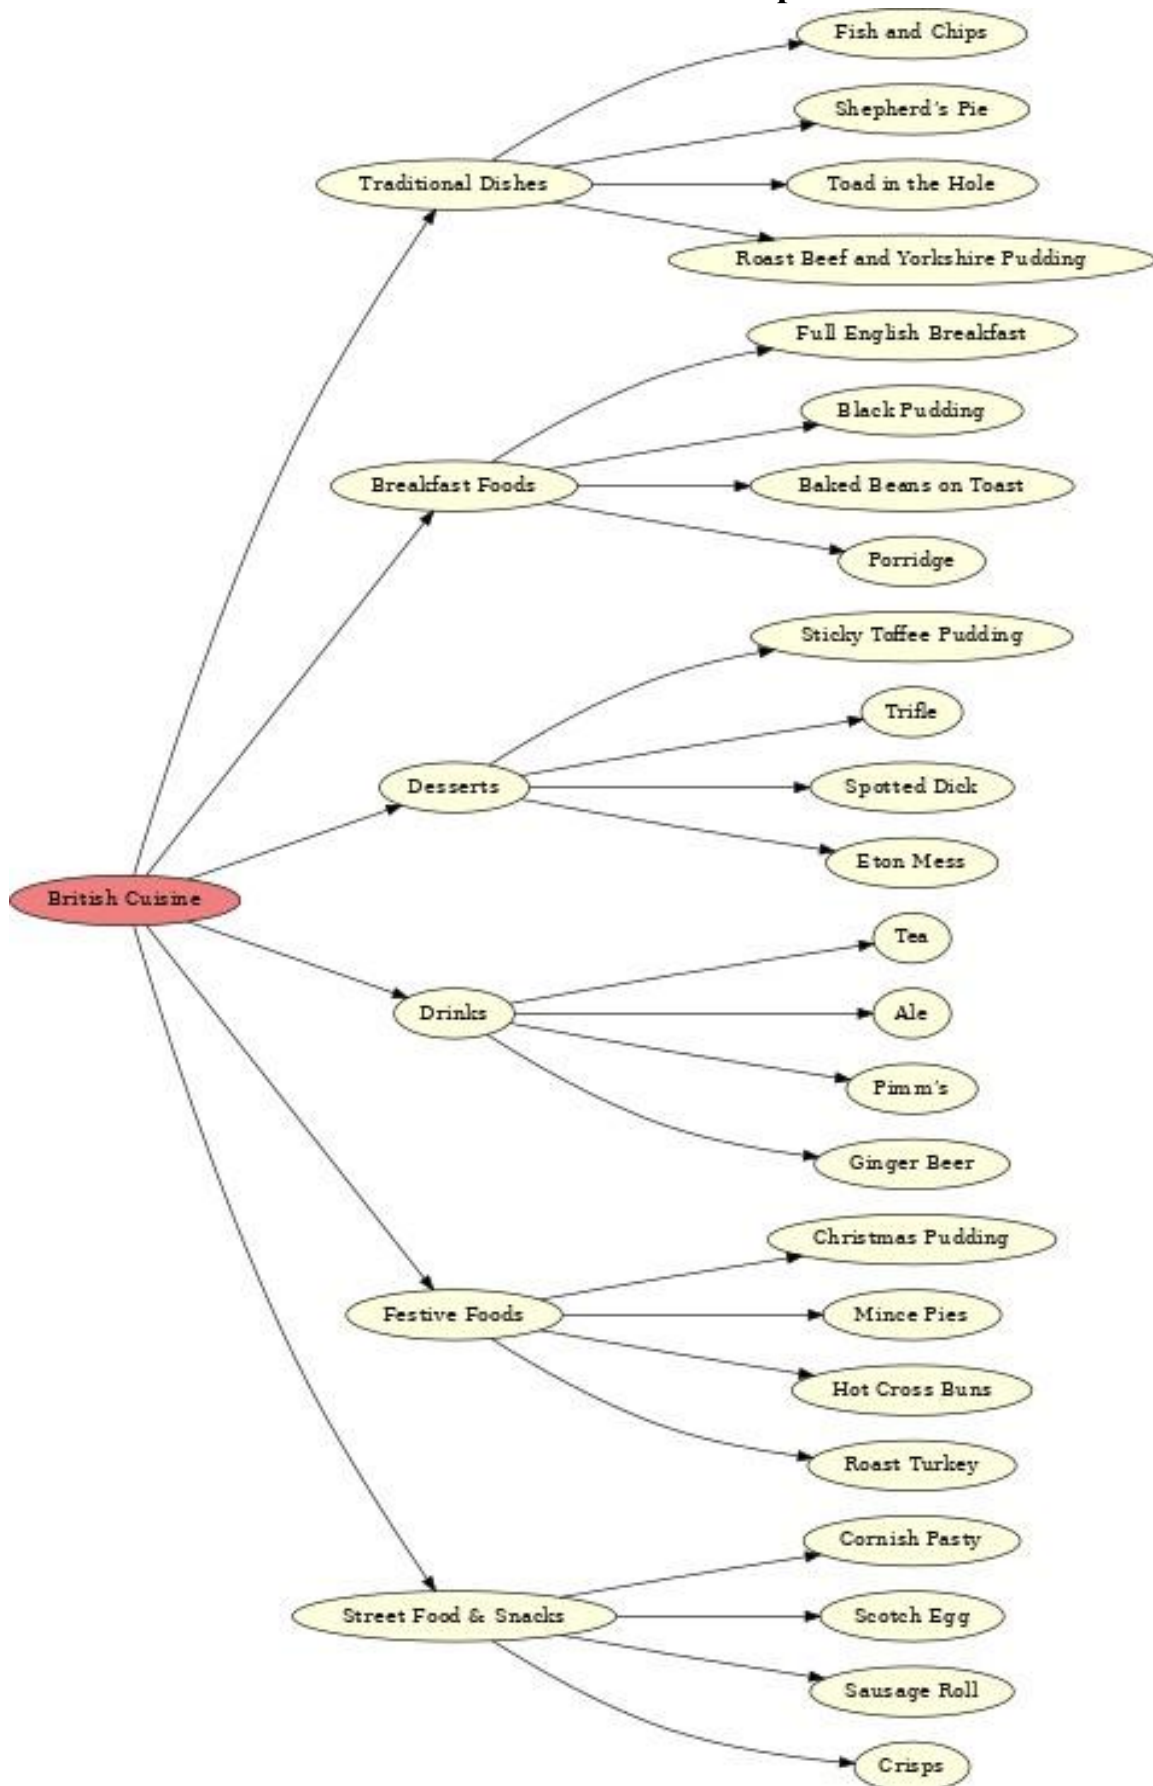 Fish and Chips
Shepherd's Pie
Traditional Dishes
Toad in the Hole
Roast Beef and Yorkshire Pudding
Full English Breakfast
Black Pudding
Breakfast Foods
Baked Beans on Toast
Porridge
Sticky Toffee Pudding
Trifle
Desserts
Spotted Dick
Eton Mess
British Cuisine
Tea
Drinks
Ale
Pimm's
Ginger Beer
Christmas Pudding
Festive Foods
Mince Pies
Hot Cross Buns
Roast Turkey
Cornish Pasty
Street Food & Snacks
Scotch Egg
Sausage Roll
Crisps